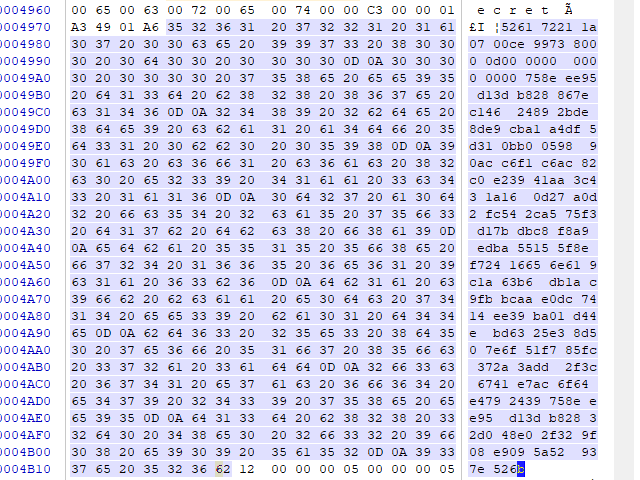 0004960 00 65 00 63 00 72 00 65 00 74 00 00 C3 00 00 01 e c r e t Ã
0004970 A3 49 01 A6 35 32 36 31 20 37 32 32 31 20 31 61 £I ¦5261 7221 1a
0004980 30 37 20 30 30 63 65 20 39 39 37 33 20 38 30 30 07 00ce 9973 800
0004990 30 20 30 64 30 30 20 30 30 30 30 0D 0A 30 30 30 0 0d00 0000 000
00049A0 30 20 30 30 30 30 20 37 35 38 65 20 65 65 39 35 0 0000 758e ee95
00049B0 20 64 31 33 64 20 62 38 32 38 20 38 36 37 65 20 d13d b828 867e
00049C0 63 31 34 36 0D 0A 32 34 38 39 20 32 62 64 65 20 c146 2489 2bde
00049D0 38 64 65 39 20 63 62 61 31 20 61 34 64 66 20 35 8de9 cba1 a4df 5
00049E0 64 33 31 20 30 62 62 30 20 30 35 39 38 0D 0A 39 d31 0bb0 0598 9
00049F0 30 61 63 20 63 36 66 31 20 63 36 61 63 20 38 32 0ac c6f1 c6ac 82
0004A00 63 30 20 65 32 33 39 20 34 31 61 61 20 33 63 34 c0 e239 41aa 3c4
0004A10 33 20 31 61 31 36 0D 0A 30 64 32 37 20 61 30 64 3 1a16 0d27 a0d
0004A20 32 20 66 63 35 34 20 32 63 61 35 20 37 35 66 33 2 fc54 2ca5 75f3
0004A30 20 64 31 37 62 20 64 62 63 38 20 66 38 61 39 0D d17b dbc8 f8a9
0004A40 0A 65 64 62 61 20 35 35 31 35 20 35 66 38 65 20 edba 5515 5f8e
0004A50 66 37 32 34 20 31 36 36 35 20 36 65 36 31 20 39 f724 1665 6e61 9
0004A60 63 31 61 20 36 33 62 36 0D 0A 64 62 31 61 20 63 c1a 63b6 db1a c
0004A70 39 66 62 20 62 63 61 61 20 65 30 64 63 20 37 34 9fb bcaa e0dc 74
0004A80 31 34 20 65 65 33 39 20 62 61 30 31 20 64 34 34 14 ee39 ba01 d44
0004A90 65 0D 0A 62 64 36 33 20 32 35 65 33 20 38 64 35 e bd63 25e3 8d5
0004AA0 30 20 37 65 36 66 20 35 31 66 37 20 38 35 66 63 0 7e6f 51f7 85fc
0004AB0 20 33 37 32 61 20 33 61 64 64 0D 0A 32 66 33 63 372a 3add 2f3c
0004AC0 20 36 37 34 31 20 65 37 61 63 20 36 66 36 34 20 6741 e7ac 6f64
0004AD0 65 34 37 39 20 32 34 33 39 20 37 35 38 65 20 65 e479 2439 758e e
0004AE0 65 39 35 0D 0A 64 31 33 64 20 62 38 32 38 20 33 e95 d13d b828 3
0004AF0 32 64 30 20 34 38 65 30 20 32 66 33 32 20 39 66 2d0 48e0 2f32 9f
0004B00 30 38 20 65 39 30 39 20 35 61 35 32 0D 0A 39 33 08 e909 5a52 93
0004B10 37 65 20 35 32 36 62 12 00 00 00 05 00 00 00 05 7e 526b